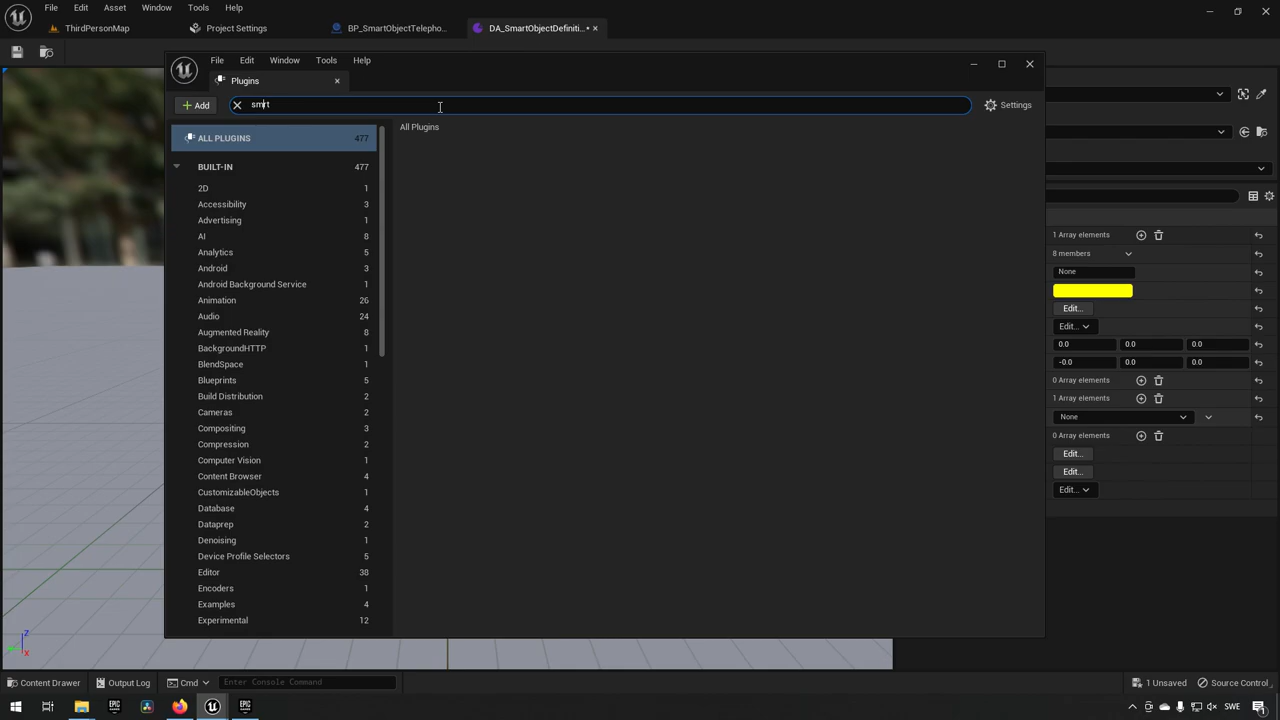 File Edit Asset Window Tools Help
ThirdPersonMap
Project Settings
BP_SmartObjectTelepho...
DA_SmartObjectDefiniti...•
File Edit Window Tools Help
Plugins
Add
smrt
Settings
ALL PLUGINS 477
All Plugins
BUILT-IN 477
2D 1
Accessibility 3
Advertising 1
AI 8
Analytics 5
Android 3
Android Background Service 1
Animation 26
Audio 24
Augmented Reality 8
BackgroundHTTP 1
BlendSpace 1
Blueprints 5
Build Distribution 2
Cameras 2
Compositing 3
Compression 2
Computer Vision 1
Content Browser 4
CustomizableObjects 1
Database 4
Dataprep 2
Denoising 1
Device Profile Selectors 5
Editor 38
Encoders 1
Examples 4
Experimental 12
1 Array elements
8 members
None
Edit...
Edit...
0.0 0.0 0.0
-0.0 0.0 0.0
0 Array elements
1 Array elements
None
0 Array elements
Edit...
Edit...
Edit...
Z
X
Content Drawer
Output Log
Cmd
Enter Console Command
1 Unsaved
Source Control
EPIC GAMES
EPIC GAMES
SWE